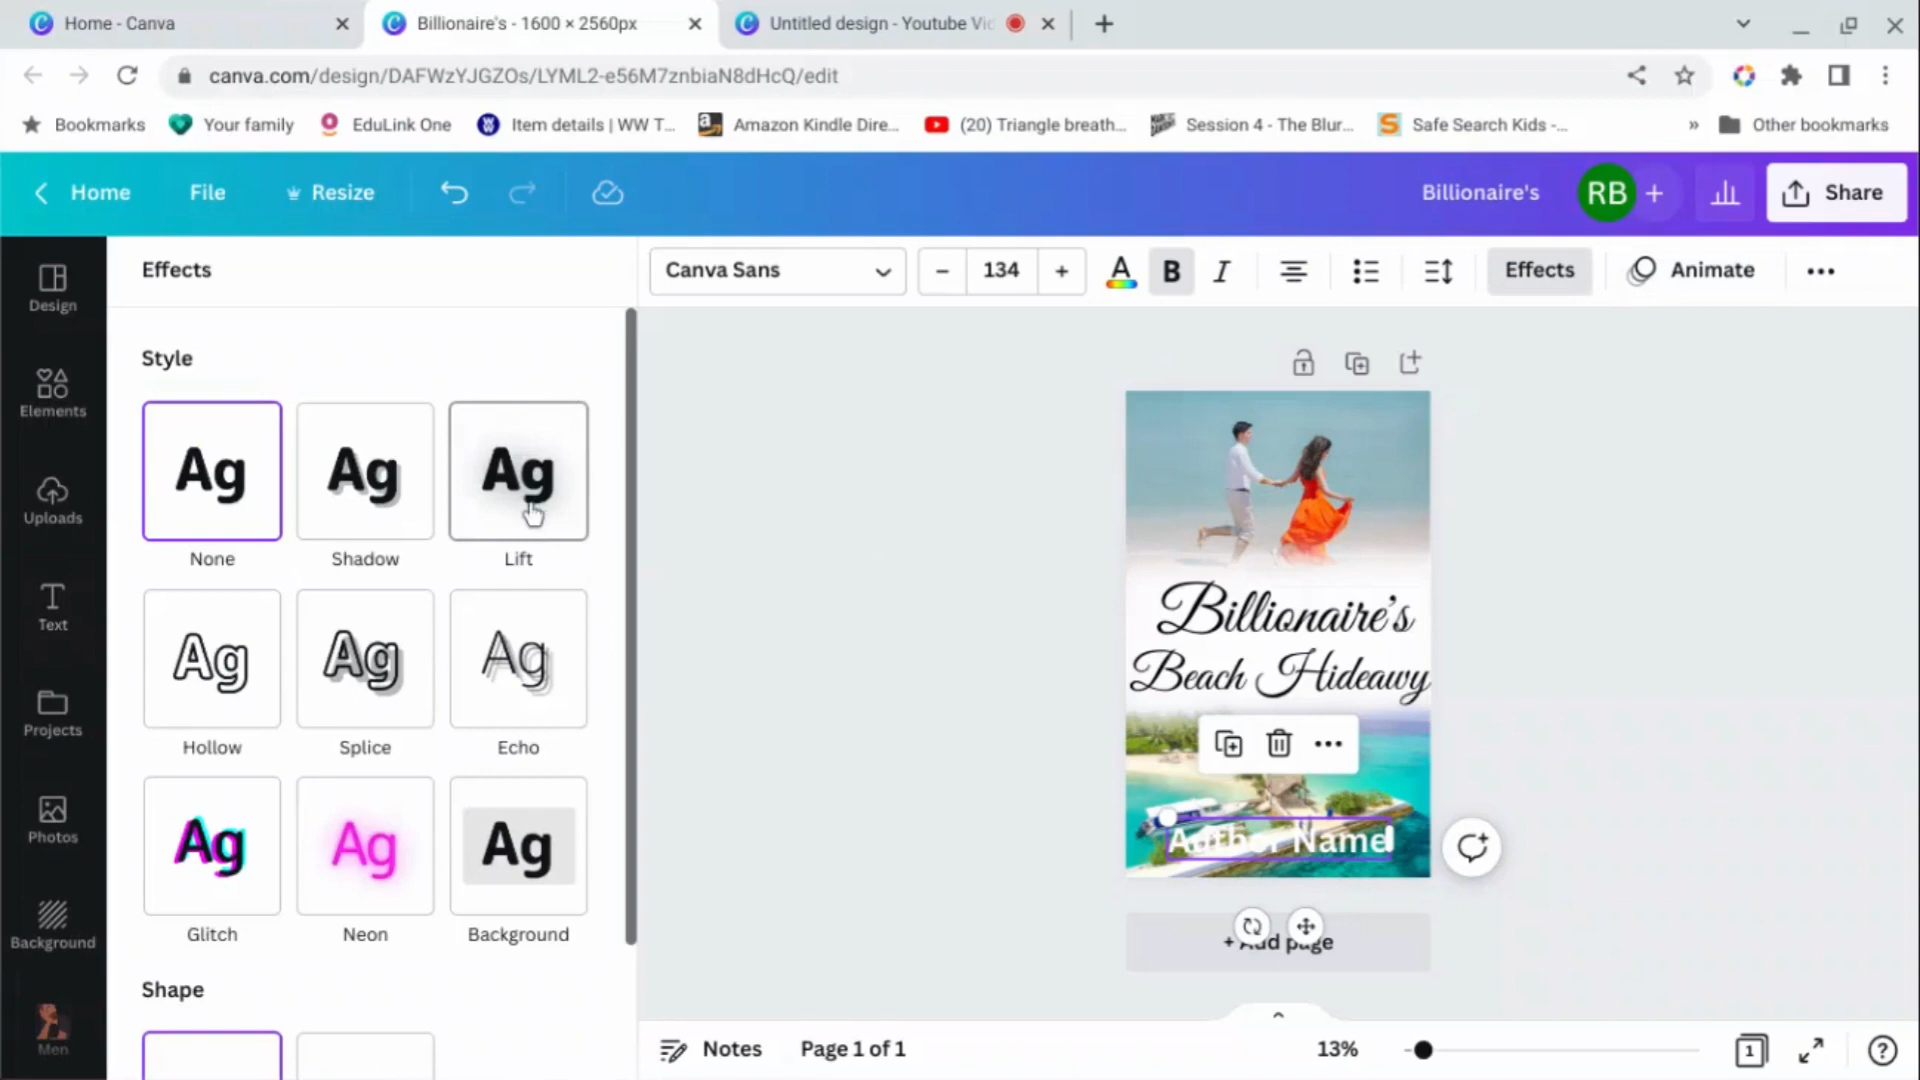 Home - Canva
Billionaire's - 1600 × 2560px
Untitled design - Youtube Vi
canva.com/design/DAFWzYJGZOs/LYML2-e56M7znbiaN8dHcQ/edit
Bookmarks
Your family
EduLink One
Item details | WW T...
Amazon Kindle Dire...
(20) Triangle breath...
Session 4 - The Blur...
Safe Search Kids -...
»
Other bookmarks
Home
File
Resize
Billionaire's
RB
+
Share
Effects
Canva Sans
– 134 +
A
B
I
Effects
Animate
Design
Elements
Uploads
Text
Projects
Photos
Background
Men
Style
Ag
None
Ag
Shadow
Ag
Lift
Ag
Hollow
Ag
Splice
Ag
Echo
Ag
Glitch
Ag
Neon
Ag
Background
Shape
Billionaire's
Beach Hideawy
Author Name
+ Add page
Notes
Page 1 of 1
13%
1
?